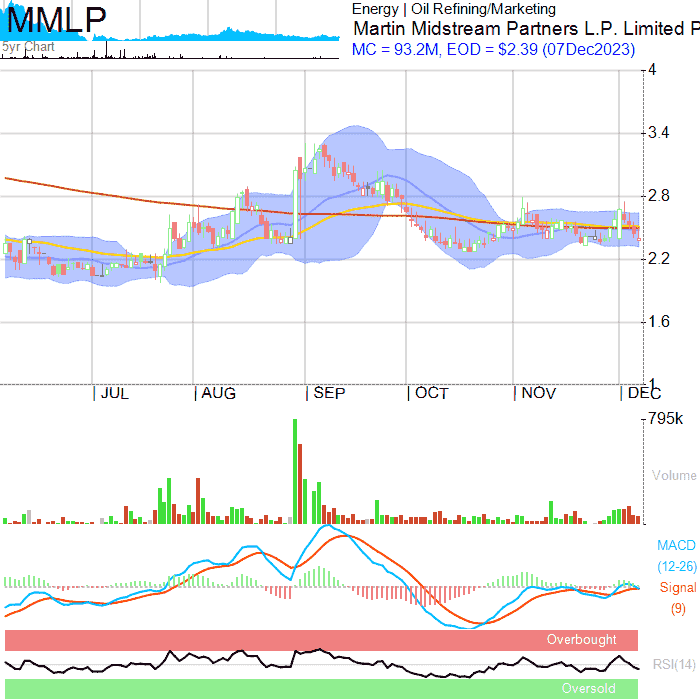 MMLP
Energy | Oil Refining/Marketing
Martin Midstream Partners L.P. Limited P
5yr Chart
MC = 93.2M, EOD = $2.39 (07Dec2023)
4
3.4
2.8
2.2
1.6
1
JUL
AUG
SEP
OCT
NOV
DEC
795k
Volume
MACD
(12-26)
Signal
(9)
Overbought
RSI(14)
Oversold